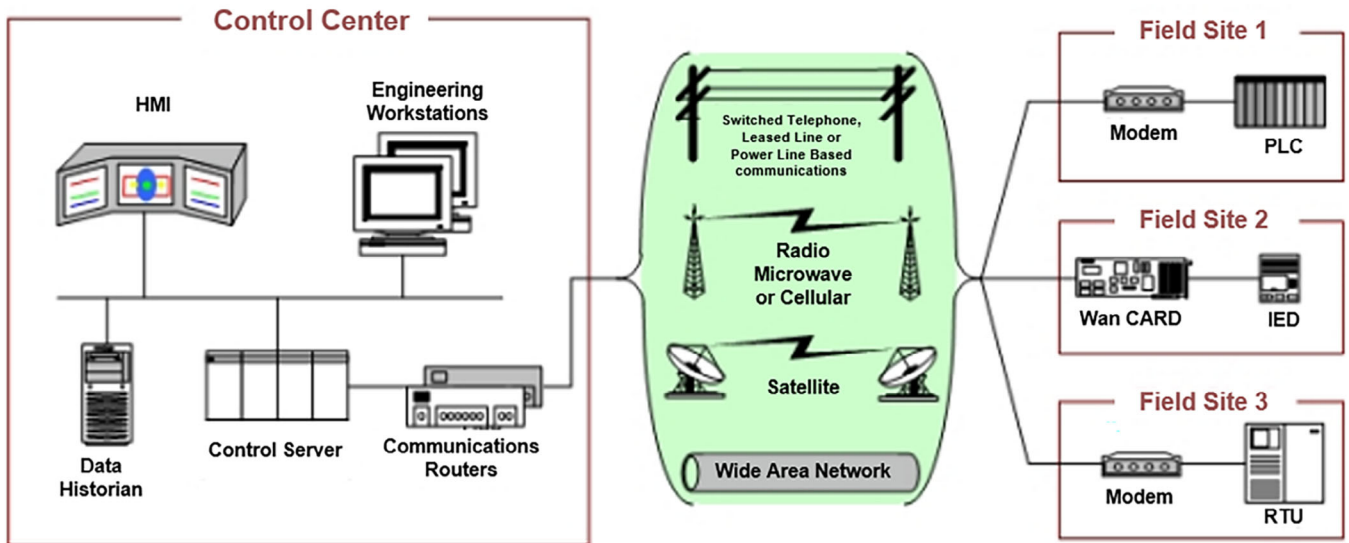 Control Center
HMI
Engineering
Workstations
Data
Historian
Control Server
Communications
Routers
Switched Telephone,
Leased Line or
Power Line Based
communications
Radio
Microwave
or Cellular
Satellite
Wide Area Network
Field Site 1
Modem
PLC
Field Site 2
Wan CARD
IED
Field Site 3
Modem
RTU